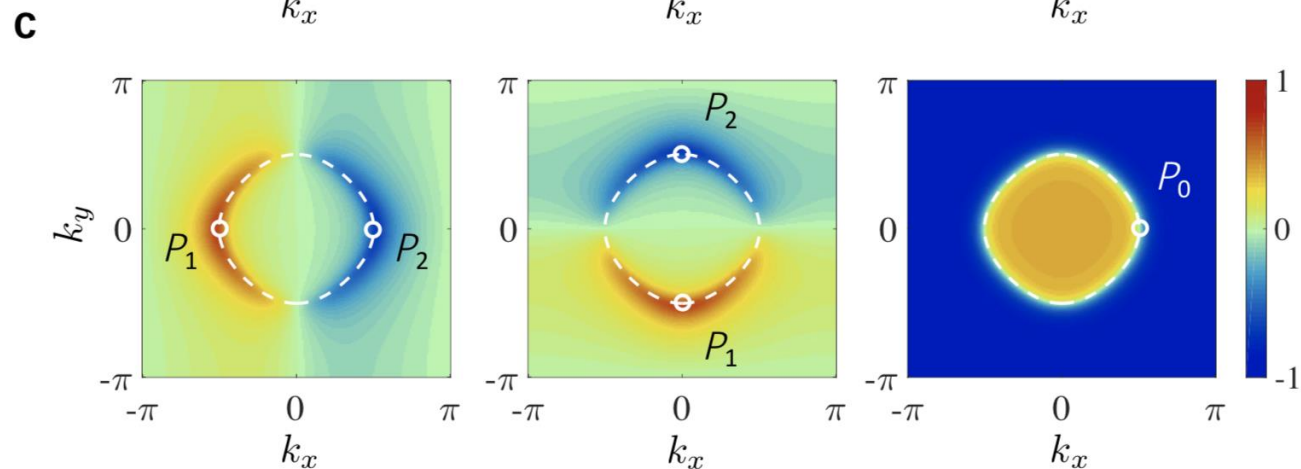 k_x k_x k_x
c
π π π 1
P_2 P_0
k_y 0 P_1 P_2 0 0 0
P_1
-π -π -π -1
-π 0 π -π 0 π -π 0 π
k_x k_x k_x